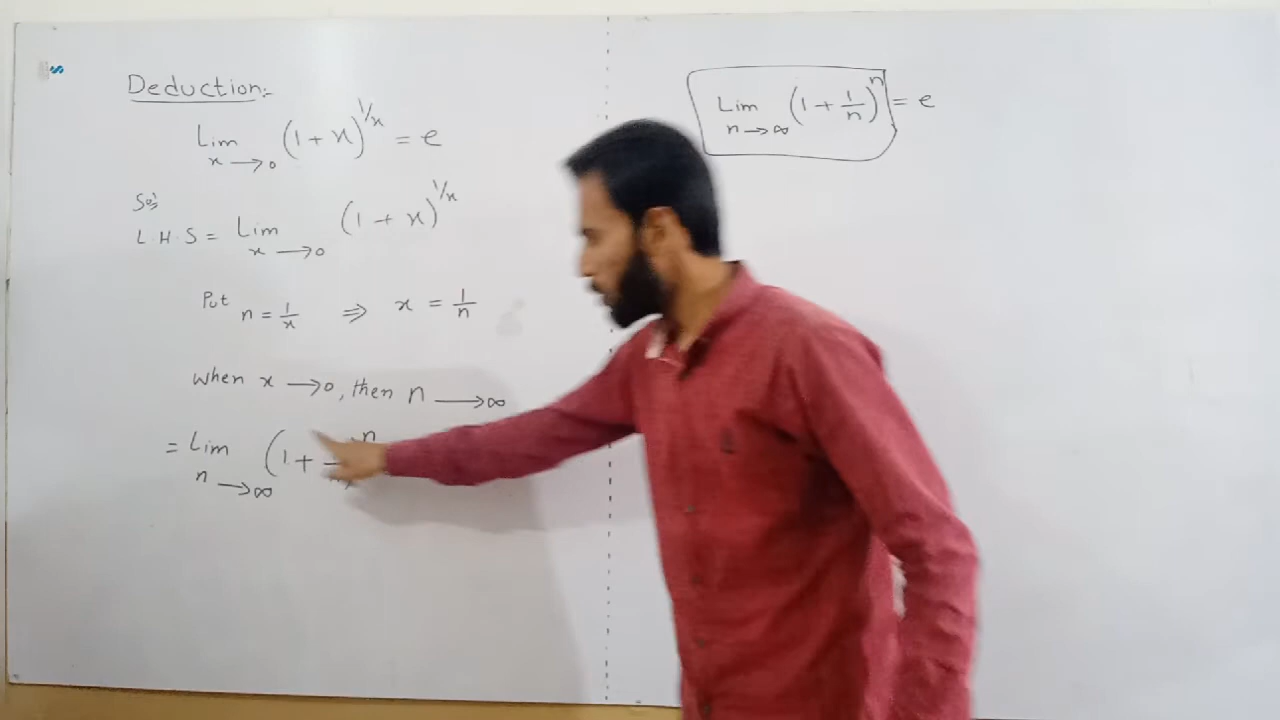 Deduction:-
Lim x→0 (1 + x)^1/x = e
Sol:
L.H.S = Lim x→0 (1 + x)^1/x
Put n = 1/x ⇒ x = 1/n
when x →0, then n →∞
= Lim n→∞ (1 + )^n
Lim n→∞ (1 + 1/n)^n = e